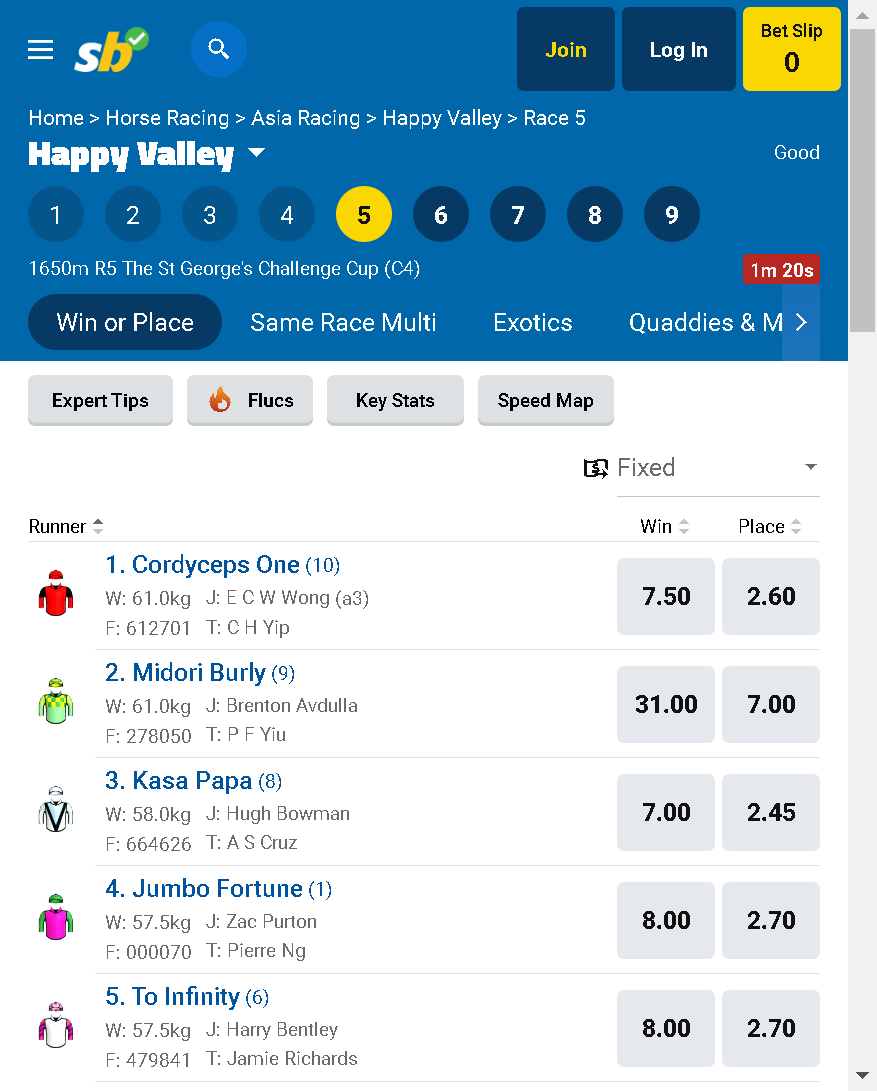 sb
Join
Log In
Bet Slip
0
Home > Horse Racing > Asia Racing > Happy Valley > Race 5
Happy Valley
Good
1 2 3 4 5 6 7 8 9
1650m R5 The St George's Challenge Cup (C4)
1m 20s
Win or Place Same Race Multi Exotics Quaddies & M
Expert Tips Flucs Key Stats Speed Map
Fixed
Runner Win Place
1. Cordyceps One (10)
W: 61.0kg J: E C W Wong (a3)
F: 612701 T: C H Yip
7.50 2.60
2. Midori Burly (9)
W: 61.0kg J: Brenton Avdulla
F: 278050 T: P F Yiu
31.00 7.00
3. Kasa Papa (8)
W: 58.0kg J: Hugh Bowman
F: 664626 T: A S Cruz
7.00 2.45
4. Jumbo Fortune (1)
W: 57.5kg J: Zac Purton
F: 000070 T: Pierre Ng
8.00 2.70
5. To Infinity (6)
W: 57.5kg J: Harry Bentley
F: 479841 T: Jamie Richards
8.00 2.70